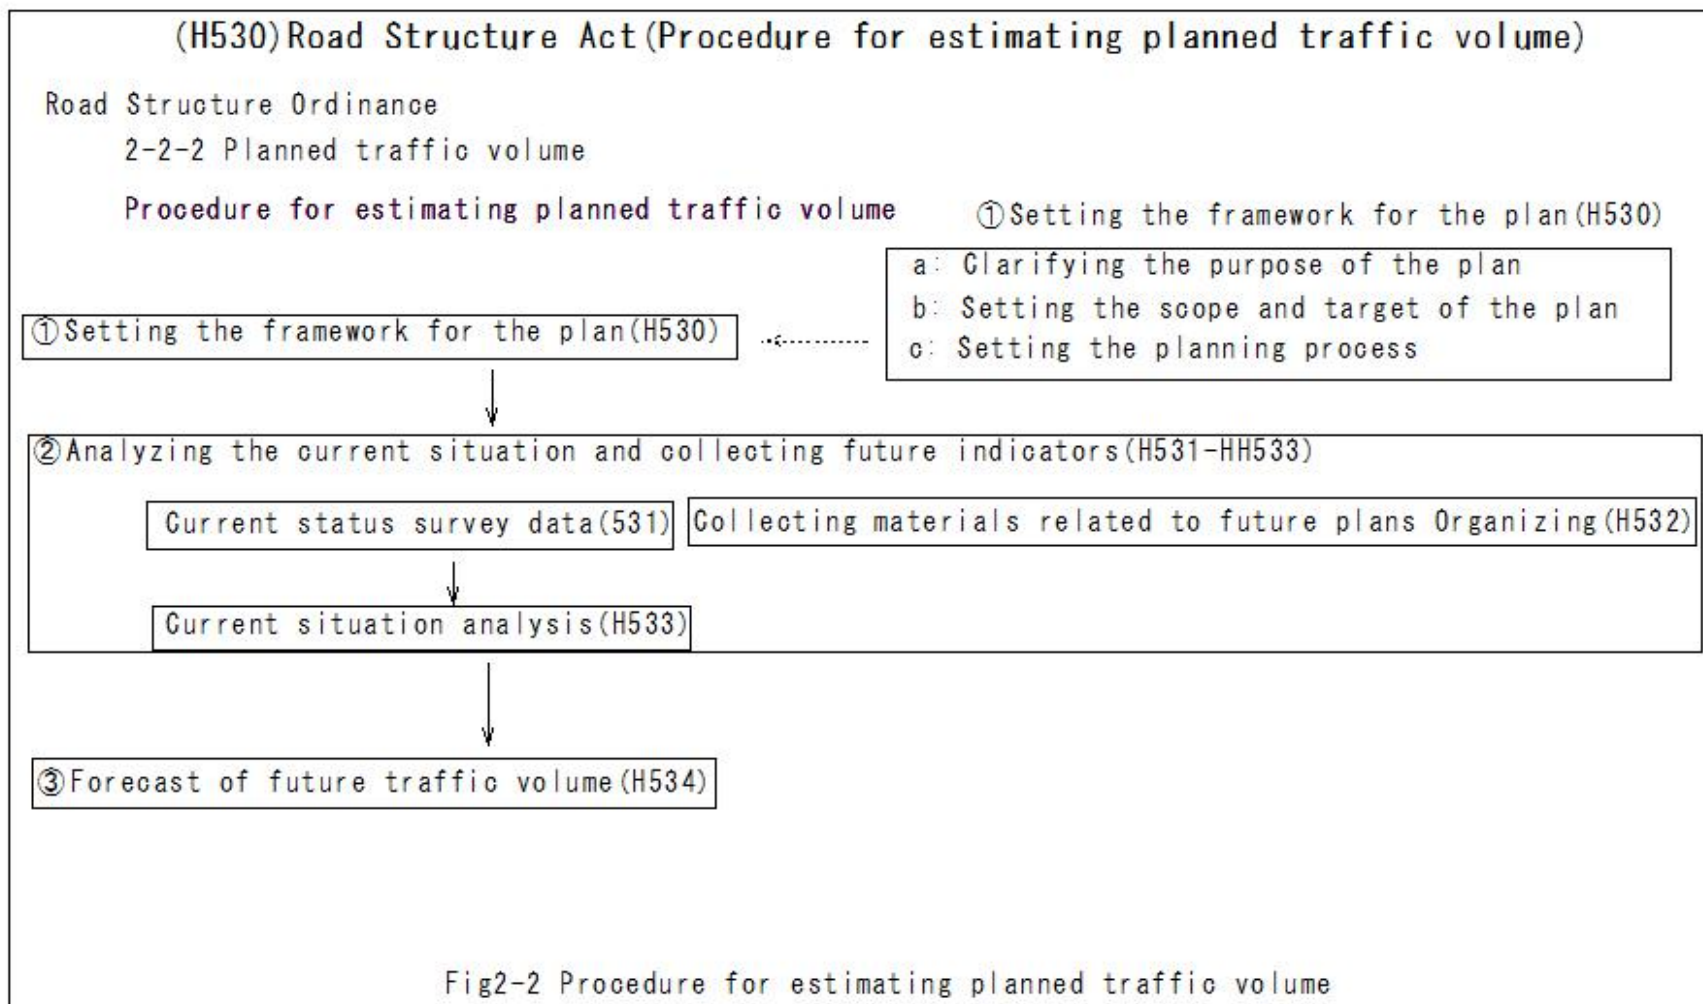 (H530)Road Structure Act(Procedure for estimating planned traffic volume)
Road Structure Ordinance
2-2-2 Planned traffic volume
Procedure for estimating planned traffic volume
①Setting the framework for the plan(H530)
a: Clarifying the purpose of the plan
b: Setting the scope and target of the plan
c: Setting the planning process
①Setting the framework for the plan(H530)
②Analyzing the current situation and collecting future indicators(H531-HH533)
Current status survey data(531)
Collecting materials related to future plans Organizing(H532)
Current situation analysis(H533)
③Forecast of future traffic volume(H534)
Fig2-2 Procedure for estimating planned traffic volume